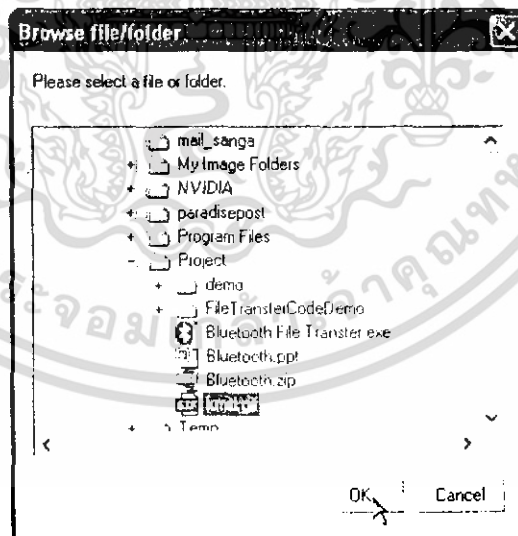 Browse file/folder
Please select a file or folder.
mail_sanga
My Image Folders
NVIDIA
paradisepost
Program Files
Project
demo
FileTransferCodeDemo
Bluetooth File Transfer.exe
Bluetooth.ppt
Bluetooth.zip
Temp
OK
Cancel